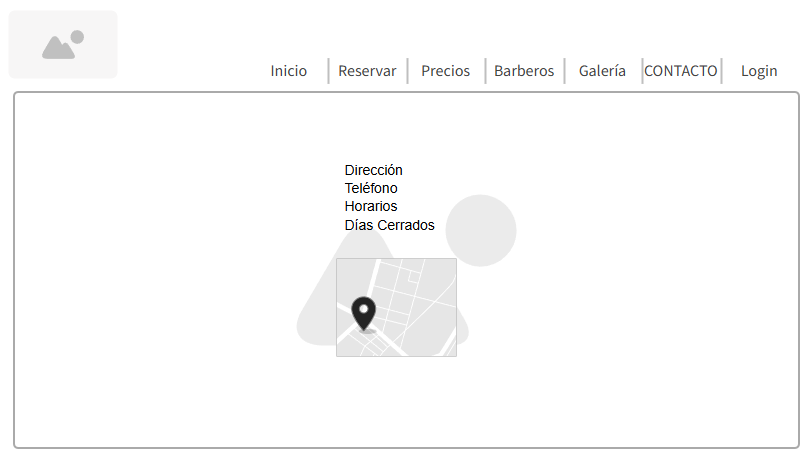 Inicio Reservar Precios Barberos Galería CONTACTO Login
Dirección
Teléfono
Horarios
Días Cerrados